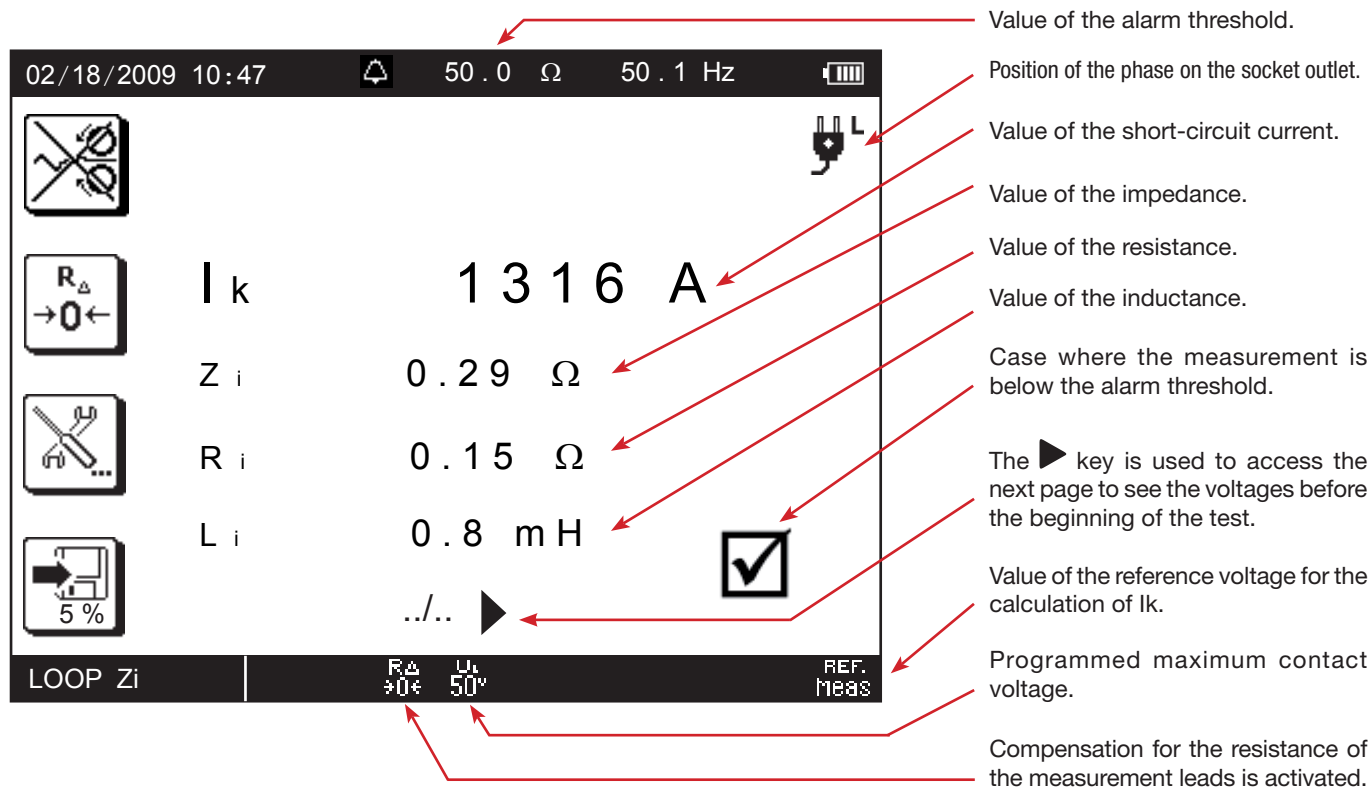 Value of the alarm threshold.
02/18/2009 10:47 50.0 Ω 50.1 Hz
Position of the phase on the socket outlet.
L
Value of the short-circuit current.
Value of the impedance.
Value of the resistance.
Value of the inductance.
R△
→0←
Ik 1316 A
Zi 0.29 Ω
Case where the measurement is
below the alarm threshold.
...
Ri 0.15 Ω
The ▶ key is used to access the
next page to see the voltages before
the beginning of the test.
Li 0.8 mH
5 %
../.. ▶
Value of the reference voltage for the
calculation of Ik.
LOOP Zi
R△
→0←
UL
50V
REF.
Meas
Programmed maximum contact
voltage.
Compensation for the resistance of
the measurement leads is activated.